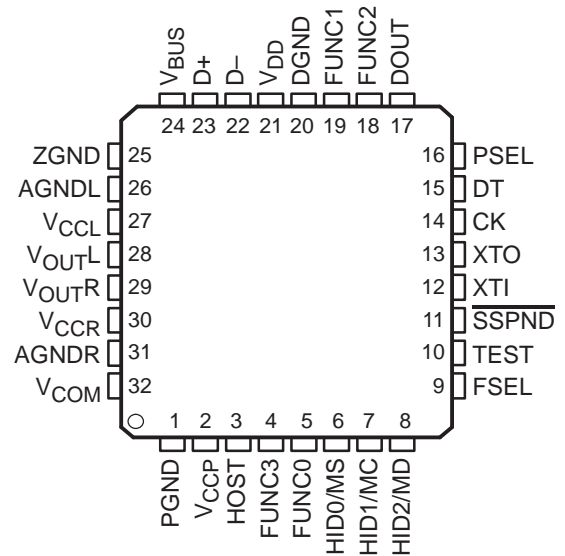 VBUS
D+
D–
VDD
DGND
FUNC1
FUNC2
DOUT
24 23 22 21 20 19 18 17
ZGND 25
AGNDL 26
VCCL 27
VOUTL 28
VOUTR 29
VCCR 30
AGNDR 31
VCOM 32
16 PSEL
15 DT
14 CK
13 XTO
12 XTI
11 SSPND
10 TEST
9 FSEL
1 2 3 4 5 6 7 8
PGND
VCCP
HOST
FUNC3
FUNC0
HID0/MS
HID1/MC
HID2/MD